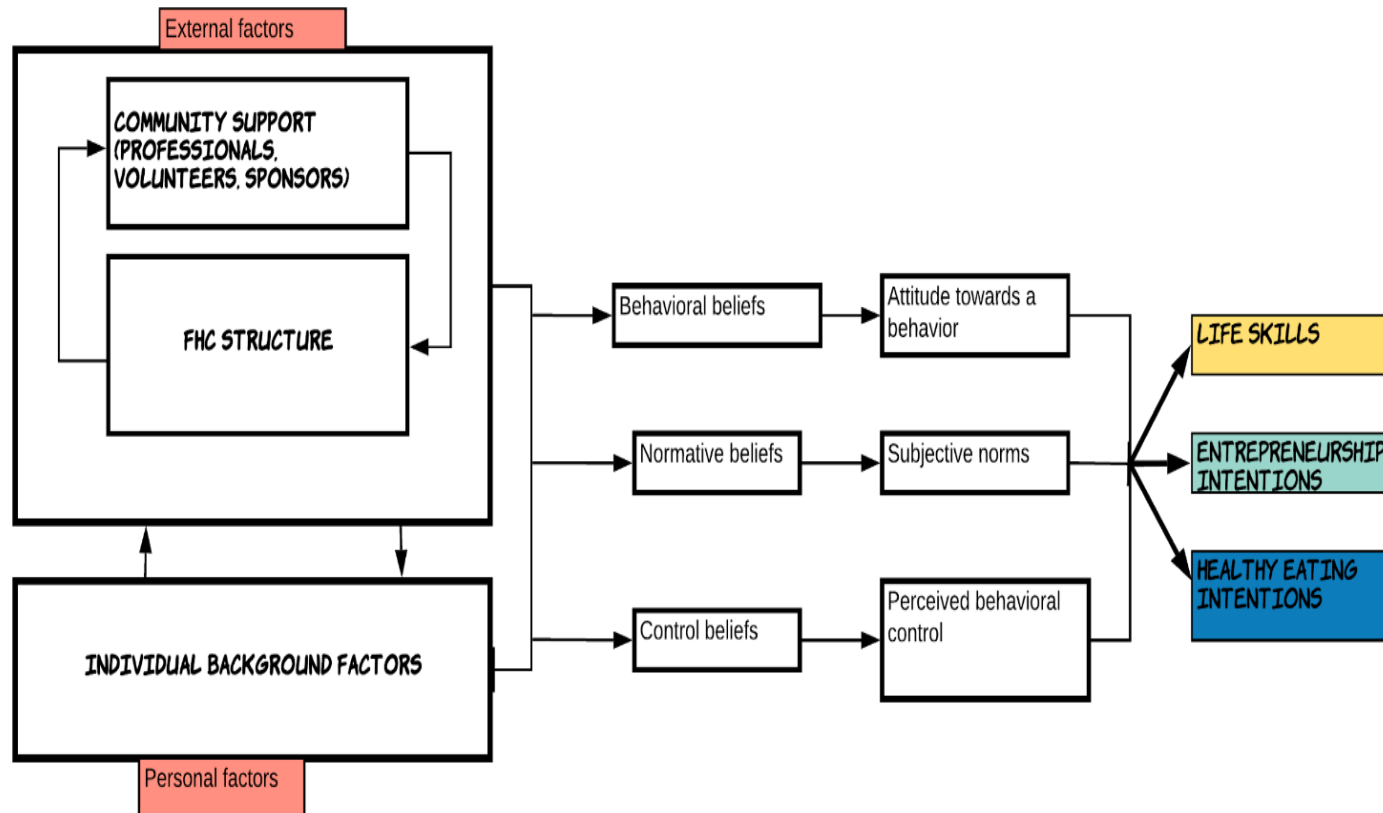 External factors
COMMUNITY SUPPORT
(PROFESSIONALS,
VOLUNTEERS, SPONSORS)
FHC STRUCTURE
INDIVIDUAL BACKGROUND FACTORS
Personal factors
Behavioral beliefs
Attitude towards a
behavior
Normative beliefs
Subjective norms
Control beliefs
Perceived behavioral
control
LIFE SKILLS
ENTREPRENEURSHIP
INTENTIONS
HEALTHY EATING
INTENTIONS